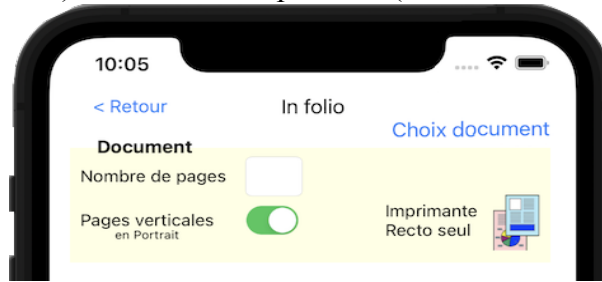 10:05
< Retour
In folio
Choix document
Document
Nombre de pages
Pages verticales
en Portrait
Imprimante
Recto seul